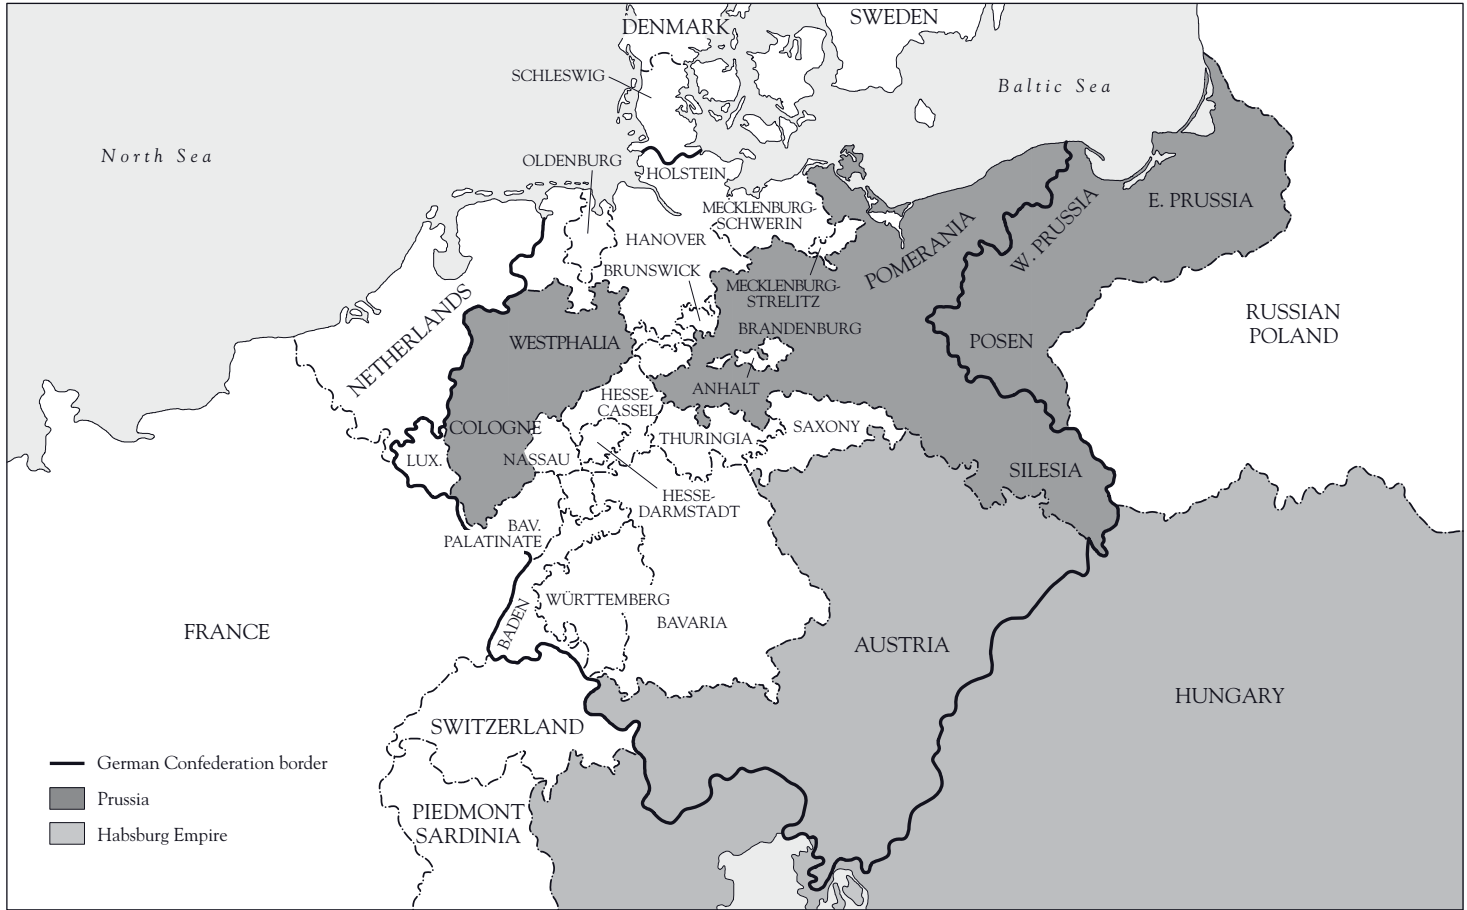 DENMARK
SWEDEN
SCHLESWIG
Baltic Sea
North Sea
OLDENBURG
HOLSTEIN
E. PRUSSIA
MECKLENBURG-
SCHWERIN
W. PRUSSIA
HANOVER
POMERANIA
BRUNSWICK
MECKLENBURG-
STRELITZ
NETHERLANDS
RUSSIAN
POLAND
BRANDENBURG
WESTPHALIA
POSEN
ANHALT
HESSE-
CASSEL
COLOGNE
THURINGIA
SAXONY
LUX.
NASSAU
SILESIA
HESSE-
DARMSTADT
BAV.
PALATINATE
WÜRTTEMBERG
BADEN
BAVARIA
FRANCE
AUSTRIA
HUNGARY
SWITZERLAND
German Confederation border
Prussia
Habsburg Empire
PIEDMONT
SARDINIA